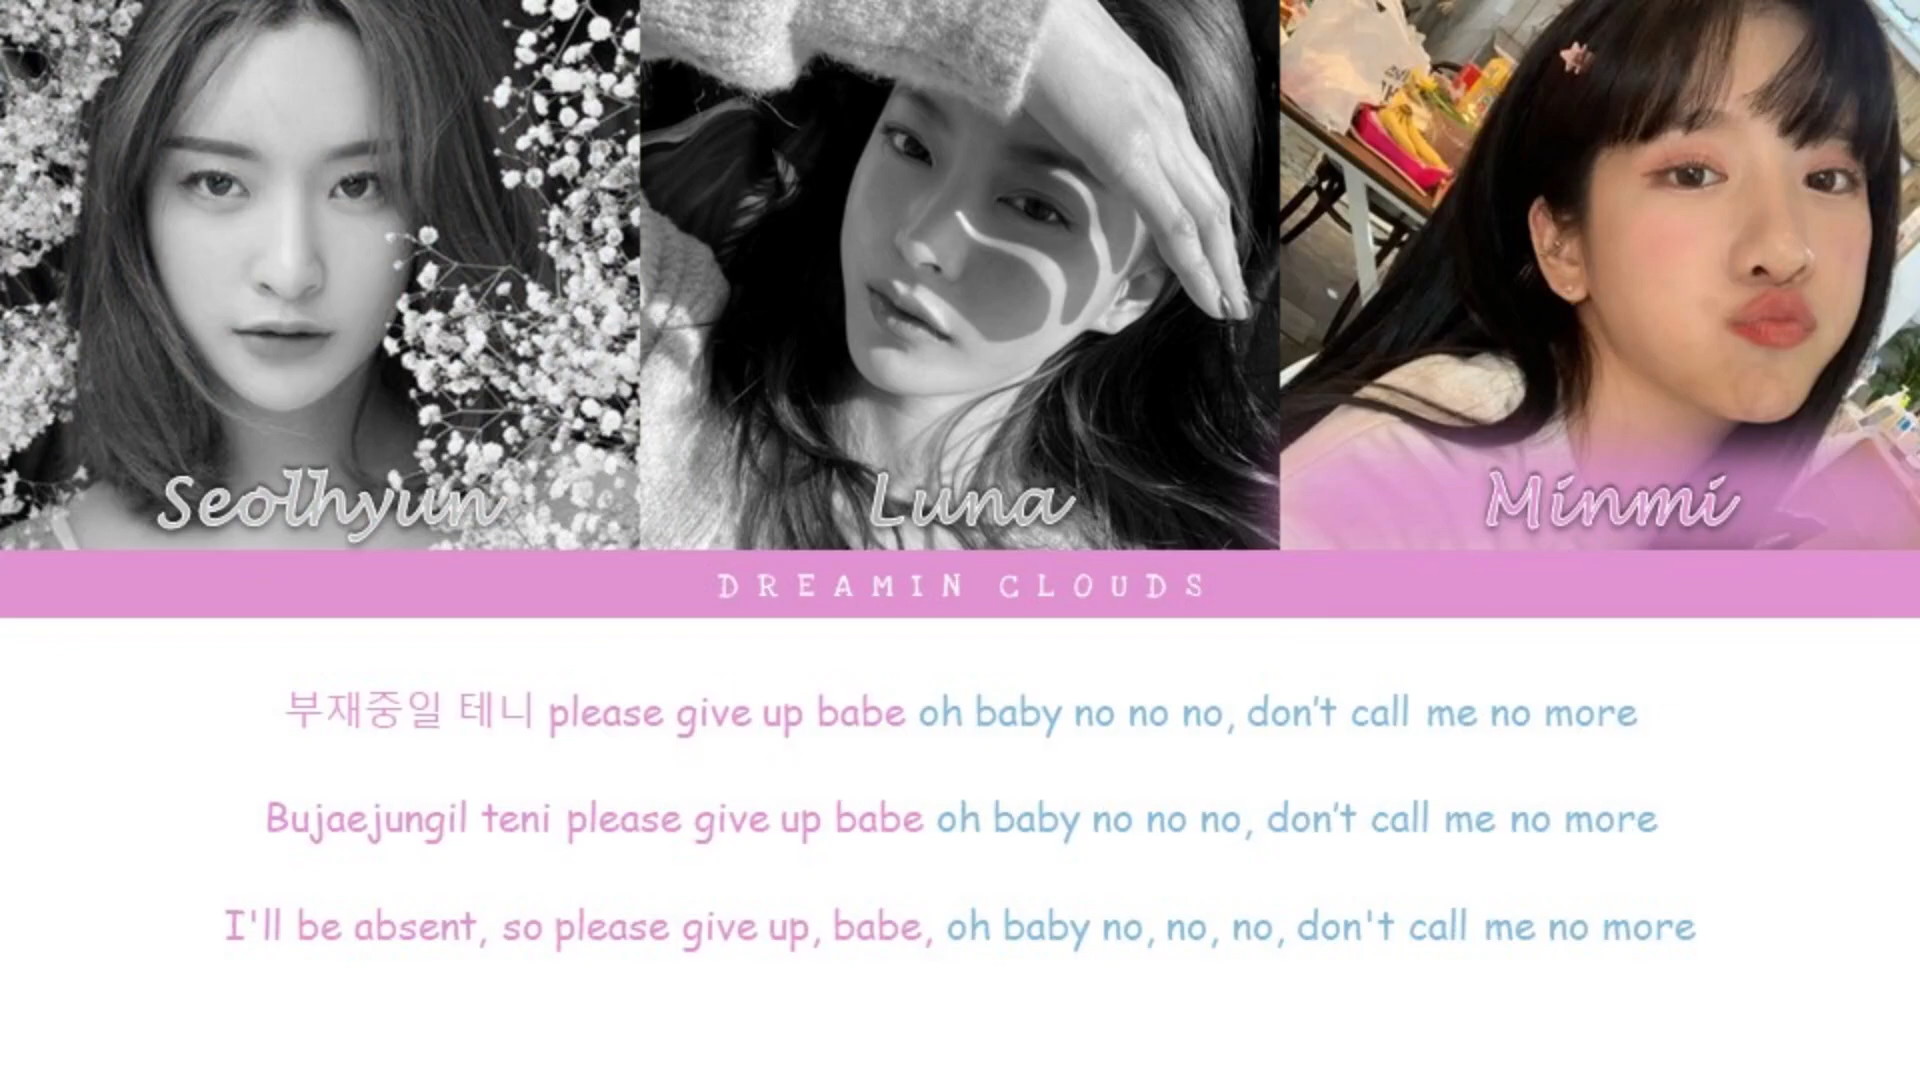 Seolhyun
Luna
Minmi
DREAMIN CLOUDS
부재중일 테니 please give up babe oh baby no no no, don't call me no more
Bujaejungil teni please give up babe oh baby no no no, don't call me no more
I'll be absent, so please give up, babe, oh baby no, no, no, don't call me no more